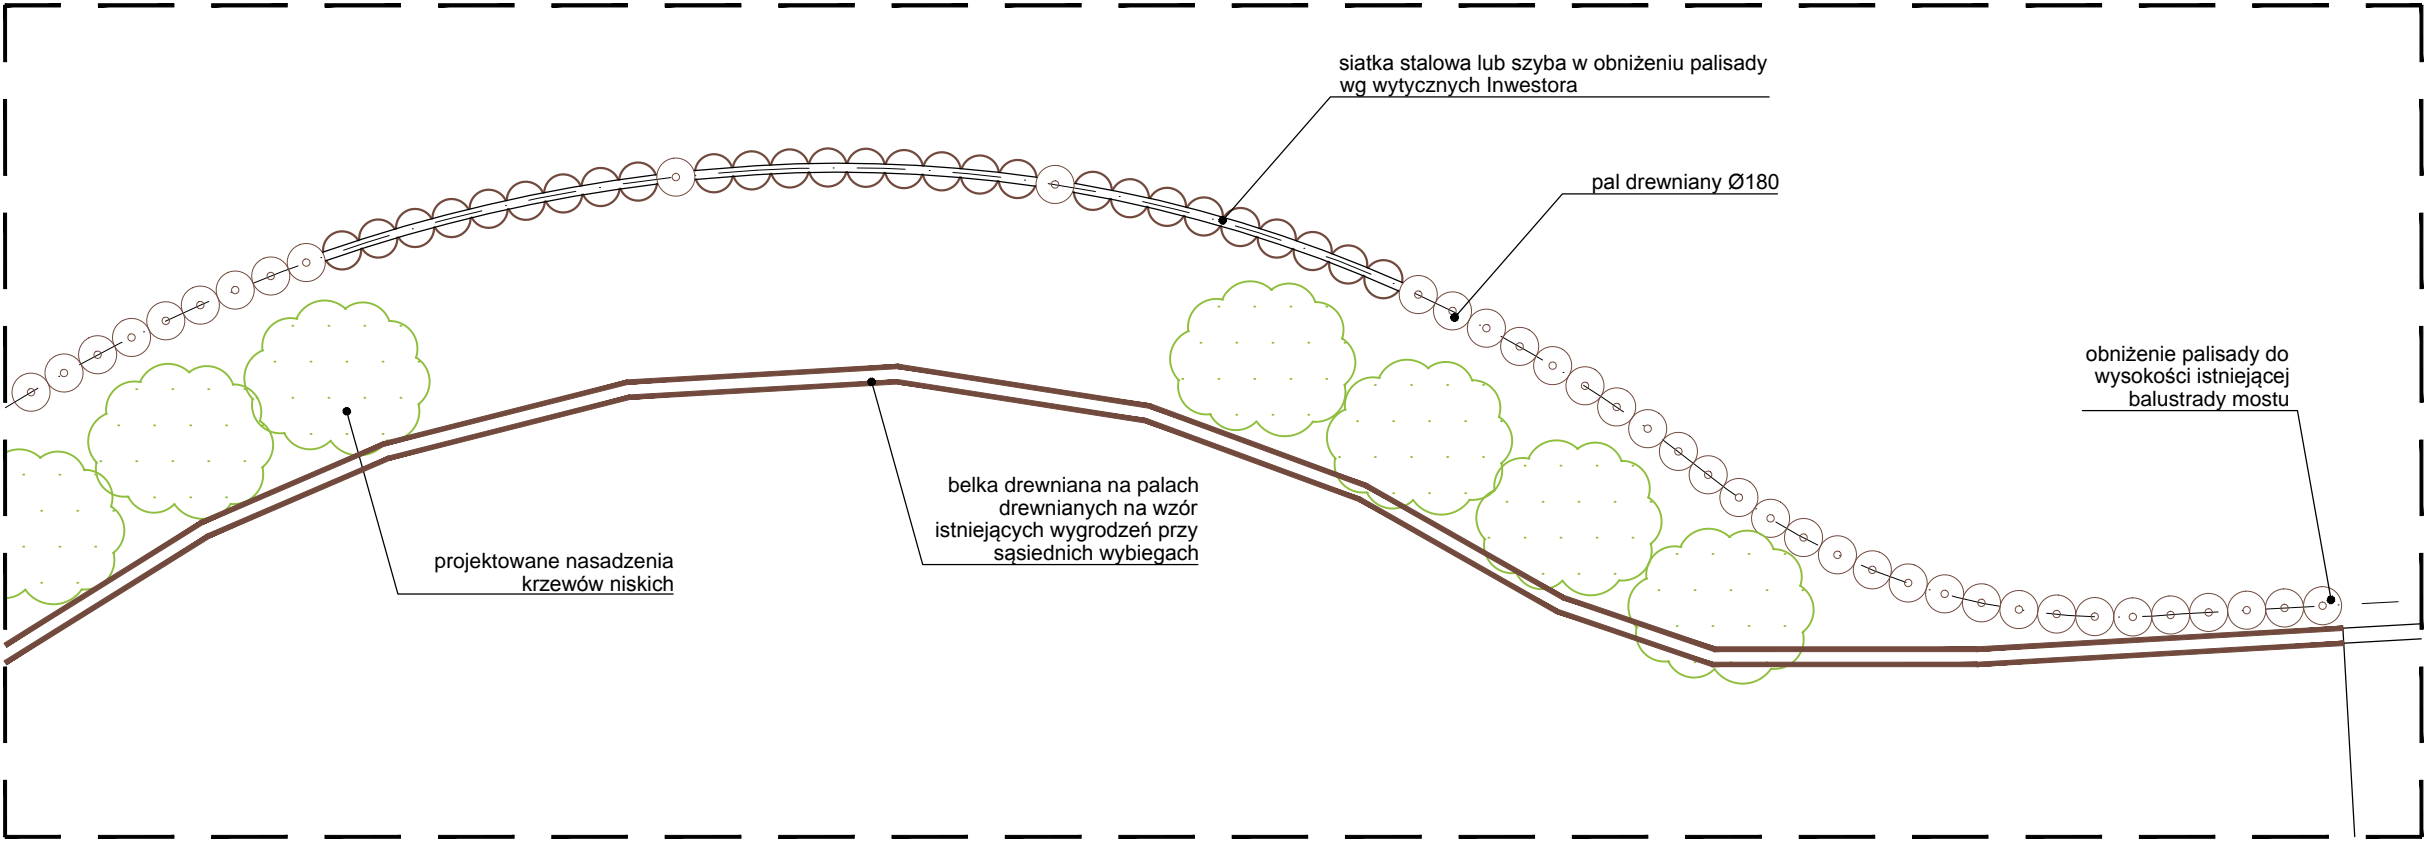 siatka stalowa lub szyba w obniżeniu palisady
wg wytycznych Inwestora
pal drewniany Ø180
obniżenie palisady do
wysokości istniejącej
balustrady mostu
belka drewniana na palach
drewnianych na wzór
istniejących wygrodzeń przy
sąsiednich wybiegach
projektowane nasadzenia
krzewów niskich